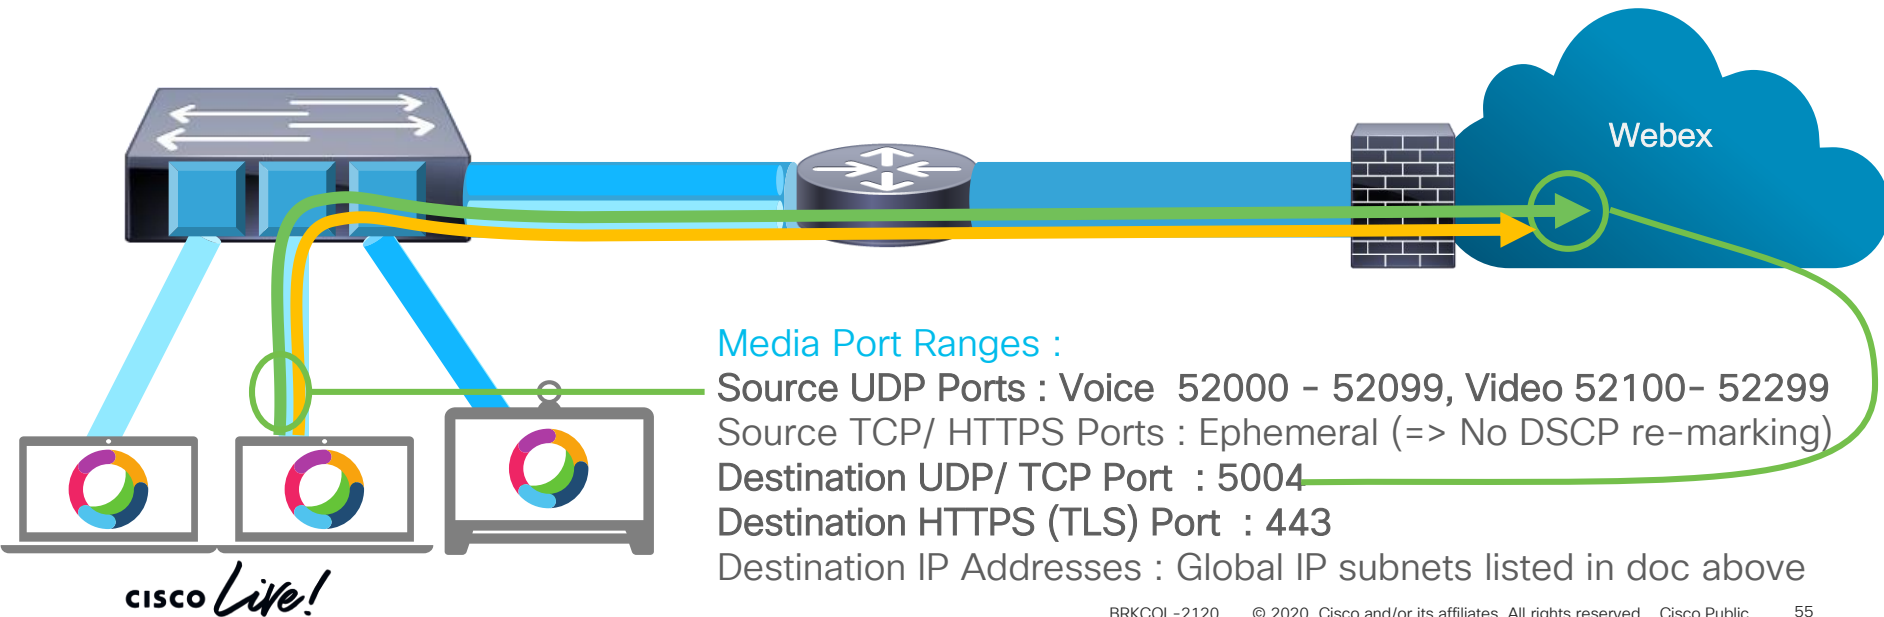 Webex
Media Port Ranges :
Source UDP Ports : Voice 52000 - 52099, Video 52100- 52299
Source TCP/ HTTPS Ports : Ephemeral (=> No DSCP re-marking)
Destination UDP/ TCP Port : 5004
Destination HTTPS (TLS) Port : 443
Destination IP Addresses : Global IP subnets listed in doc above
CISCO Live!
BRKCOL-2120 © 2020 Cisco and/or its affiliates. All rights reserved. Cisco Public 55